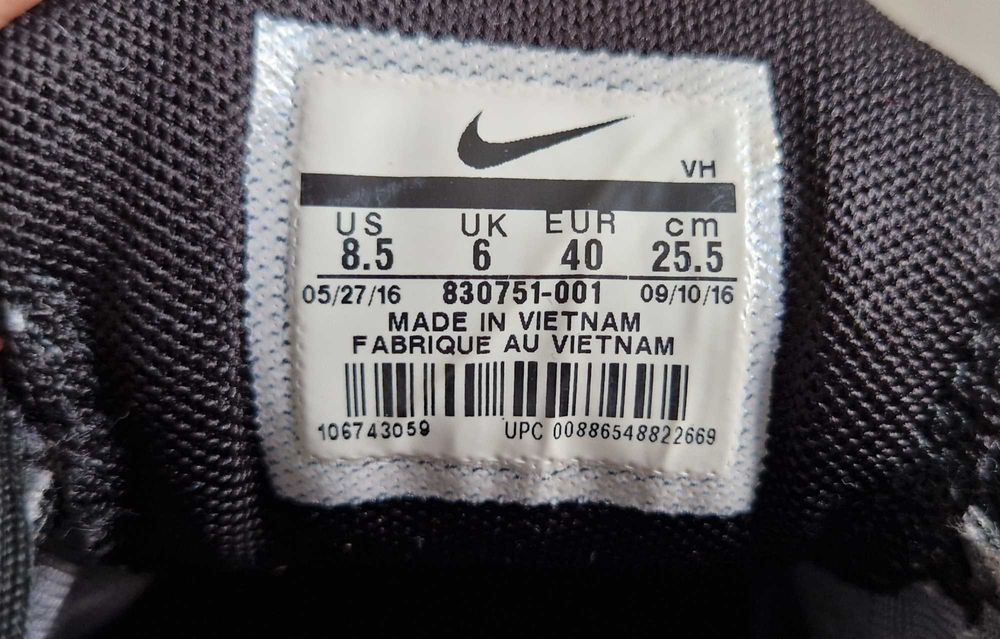 VH
US UK EUR cm
8.5 6 40 25.5
05/27/16 830751-001 09/10/16
MADE IN VIETNAM
FABRIQUE AU VIETNAM
106743059 UPC 00886548822669